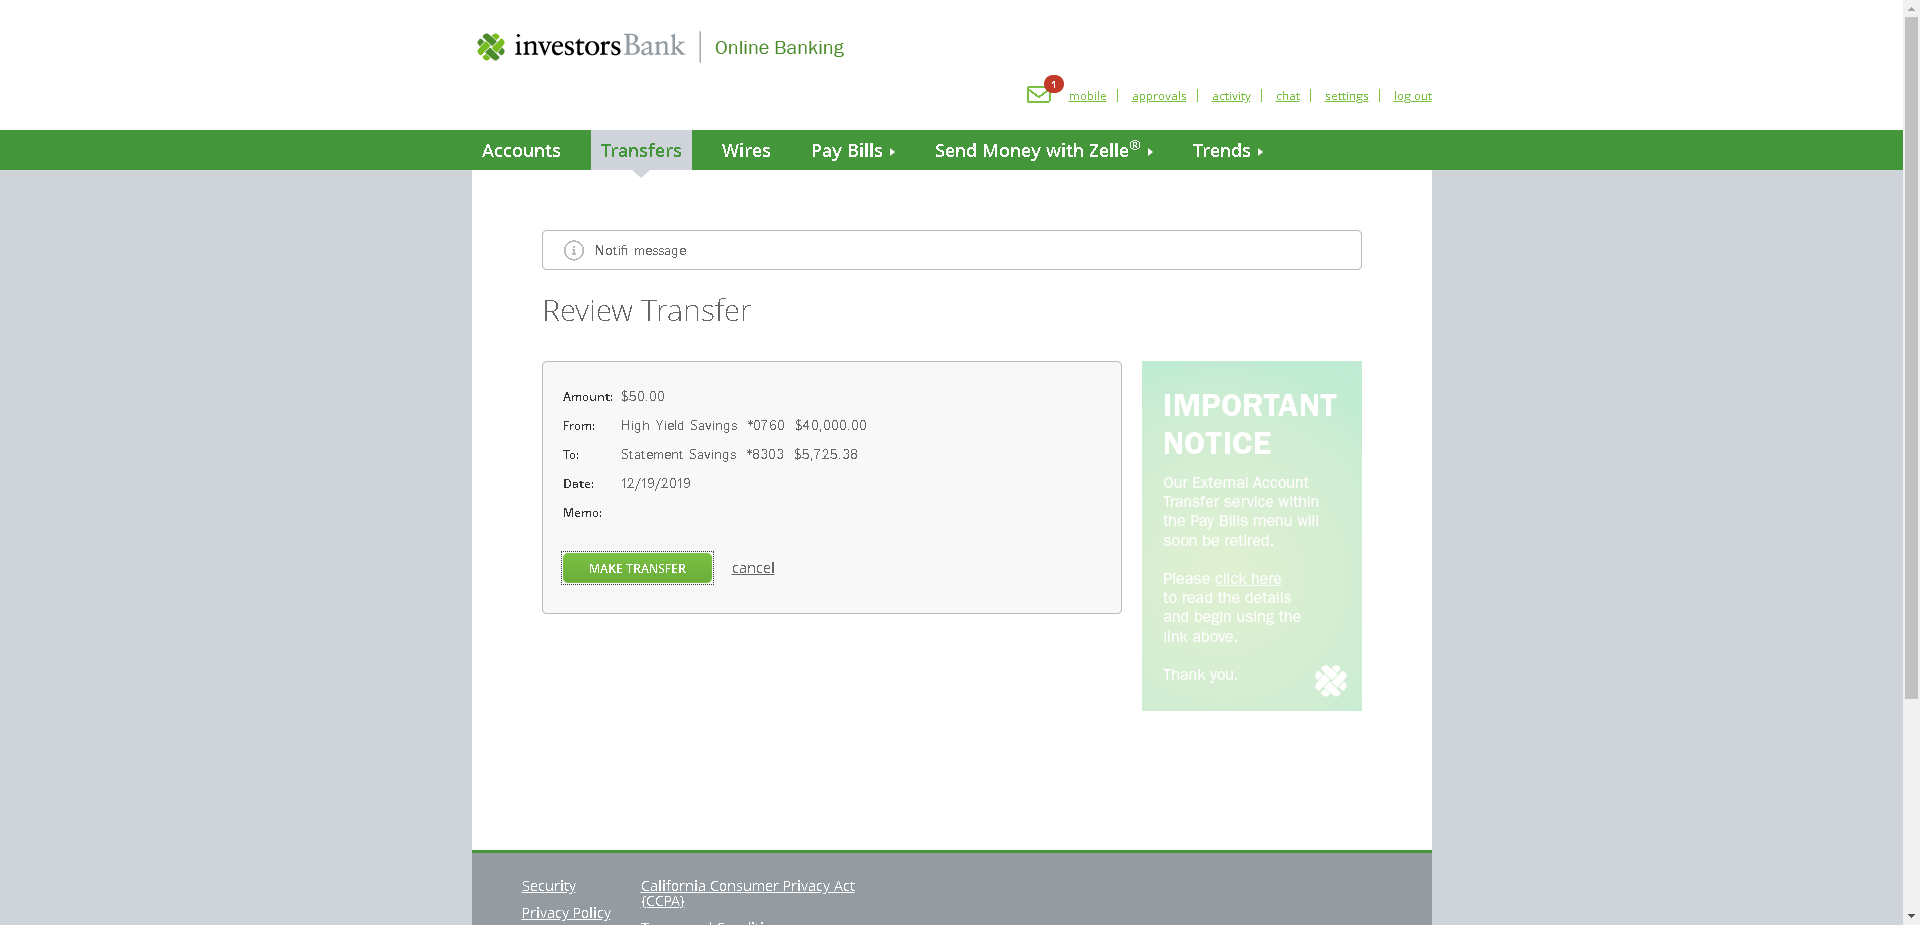 investorsBank Online Banking
1
mobile approvals activity chat settings log out
Accounts Transfers Wires Pay Bills Send Money with Zelle® Trends
Notifi message
Review Transfer
Amount: $50.00
From: High Yield Savings *0760 $40,000.00
To: Statement Savings *8303 $5,725.38
Date: 12/19/2019
Memo:
MAKE TRANSFER cancel
IMPORTANT
NOTICE
Our External Account
Transfer service within
the Pay Bills menu will
soon be retired.
Please click here
to read the details
and begin using the
link above.
Thank you.
Security
Privacy Policy
California Consumer Privacy Act
(CCPA)